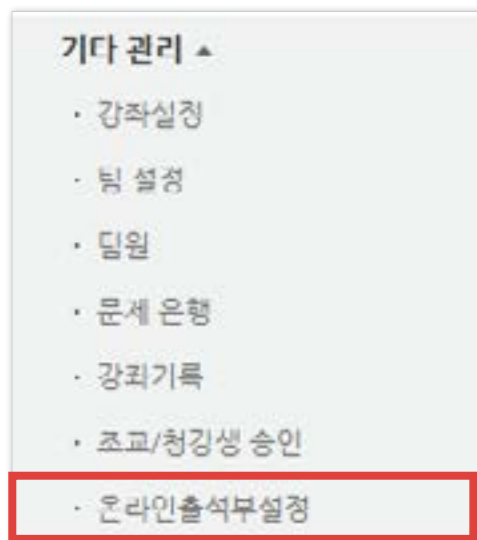 기타 관리 ▲
· 강좌설정
· 팀 설정
· 팀원
· 문제 은행
· 강좌기록
· 조교/청강생 승인
· 온라인출석부설정